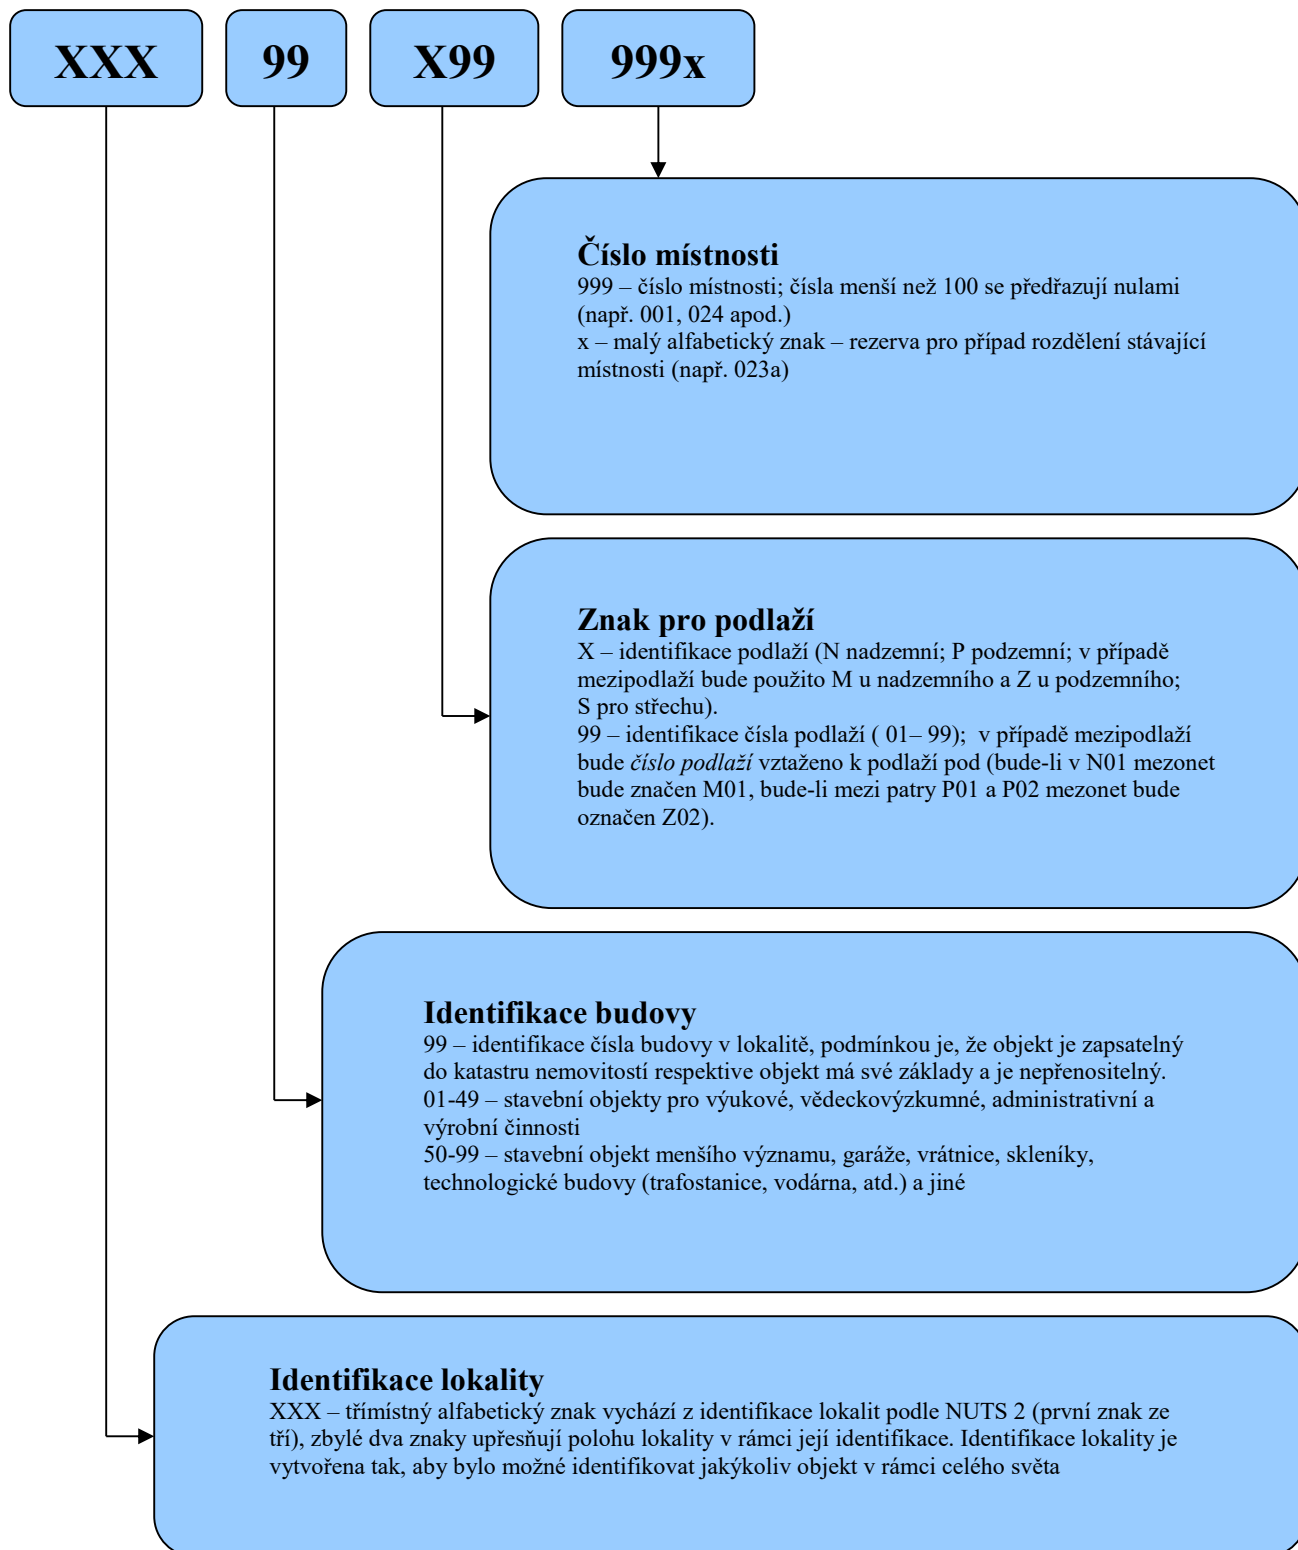 XXX 99 X99 999x
Číslo místnosti
999 – číslo místnosti; čísla menší než 100 se předřazují nulami
(např. 001, 024 apod.)
x – malý alfabetický znak – rezerva pro případ rozdělení stávající
místnosti (např. 023a)
Znak pro podlaží
X – identifikace podlaží (N nadzemní; P podzemní; v případě
mezipodlaží bude použito M u nadzemního a Z u podzemního;
S pro střechu).
99 – identifikace čísla podlaží ( 01– 99);  v případě mezipodlaží
bude číslo podlaží vztaženo k podlaží pod (bude-li v N01 mezonet
bude značen M01, bude-li mezi patry P01 a P02 mezonet bude
označen Z02).
Identifikace budovy
99 – identifikace čísla budovy v lokalitě, podmínkou je, že objekt je zapsatelný
do katastru nemovitostí respektive objekt má své základy a je nepřenositelný.
01-49 – stavební objekty pro výukové, vědeckovýzkumné, administrativní a
výrobní činnosti
50-99 – stavební objekt menšího významu, garáže, vrátnice, skleníky,
technologické budovy (trafostanice, vodárna, atd.) a jiné
Identifikace lokality
XXX – třímístný alfabetický znak vychází z identifikace lokalit podle NUTS 2 (první znak ze
tří), zbylé dva znaky upřesňují polohu lokality v rámci její identifikace. Identifikace lokality je
vytvořena tak, aby bylo možné identifikovat jakýkoliv objekt v rámci celého světa